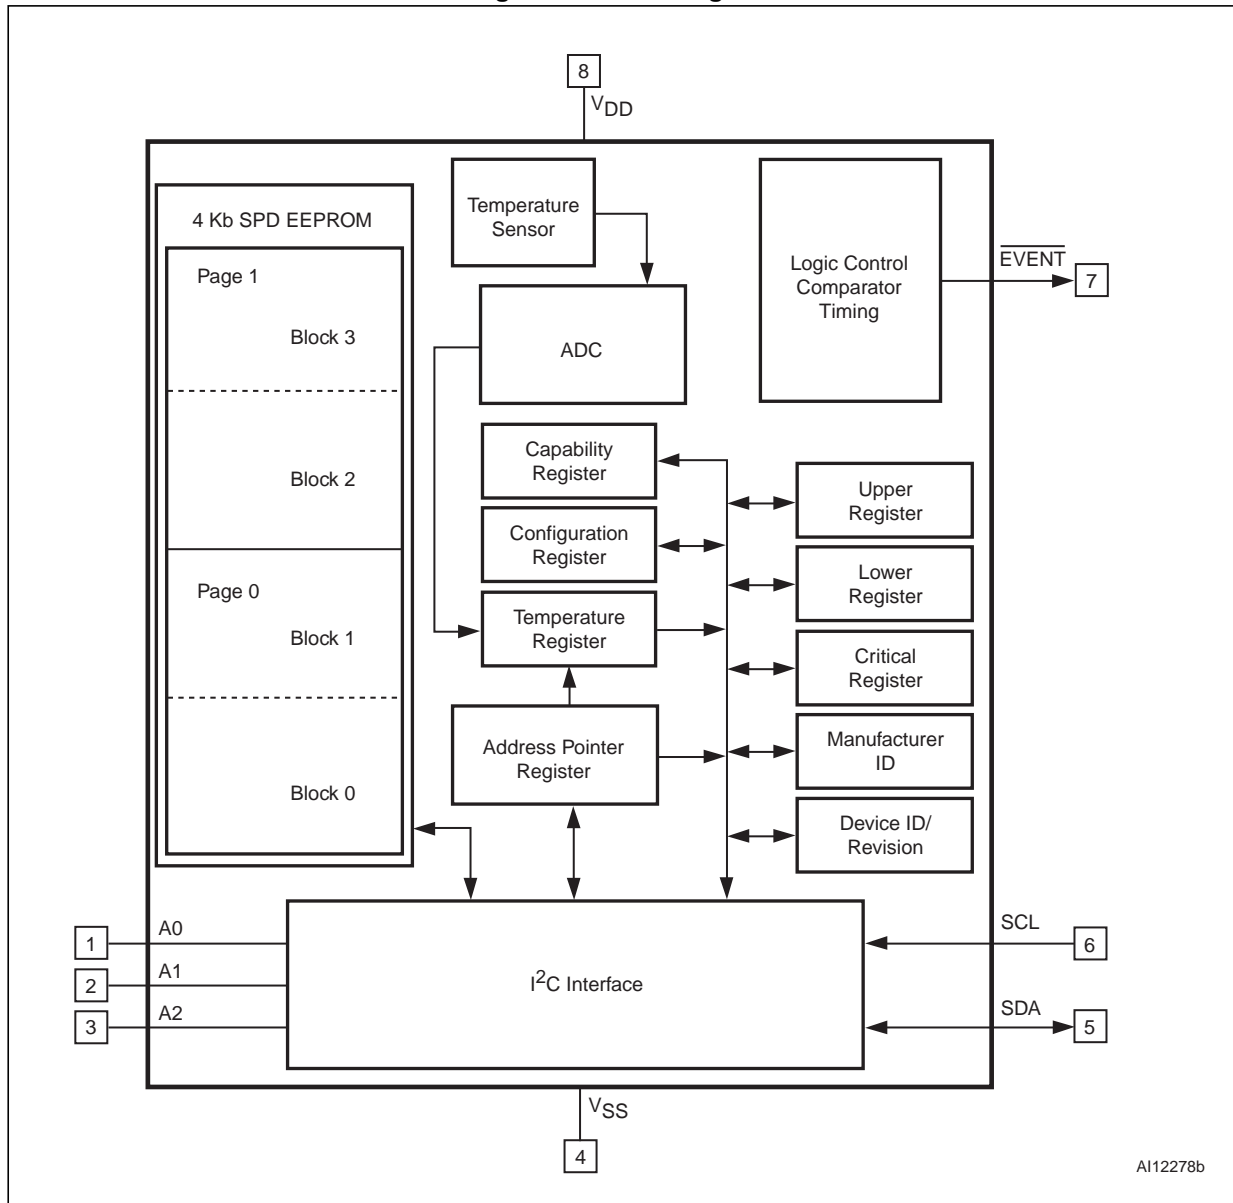 8
VDD
4 Kb SPD EEPROM
Page 1
Block 3
Block 2
Page 0
Block 1
Block 0
Temperature
Sensor
ADC
Logic Control
Comparator
Timing
EVENT
7
Capability
Register
Configuration
Register
Temperature
Register
Address Pointer
Register
Upper
Register
Lower
Register
Critical
Register
Manufacturer
ID
Device ID/
Revision
1
A0
2
A1
3
A2
I2C Interface
SCL
6
SDA
5
VSS
4
AI12278b